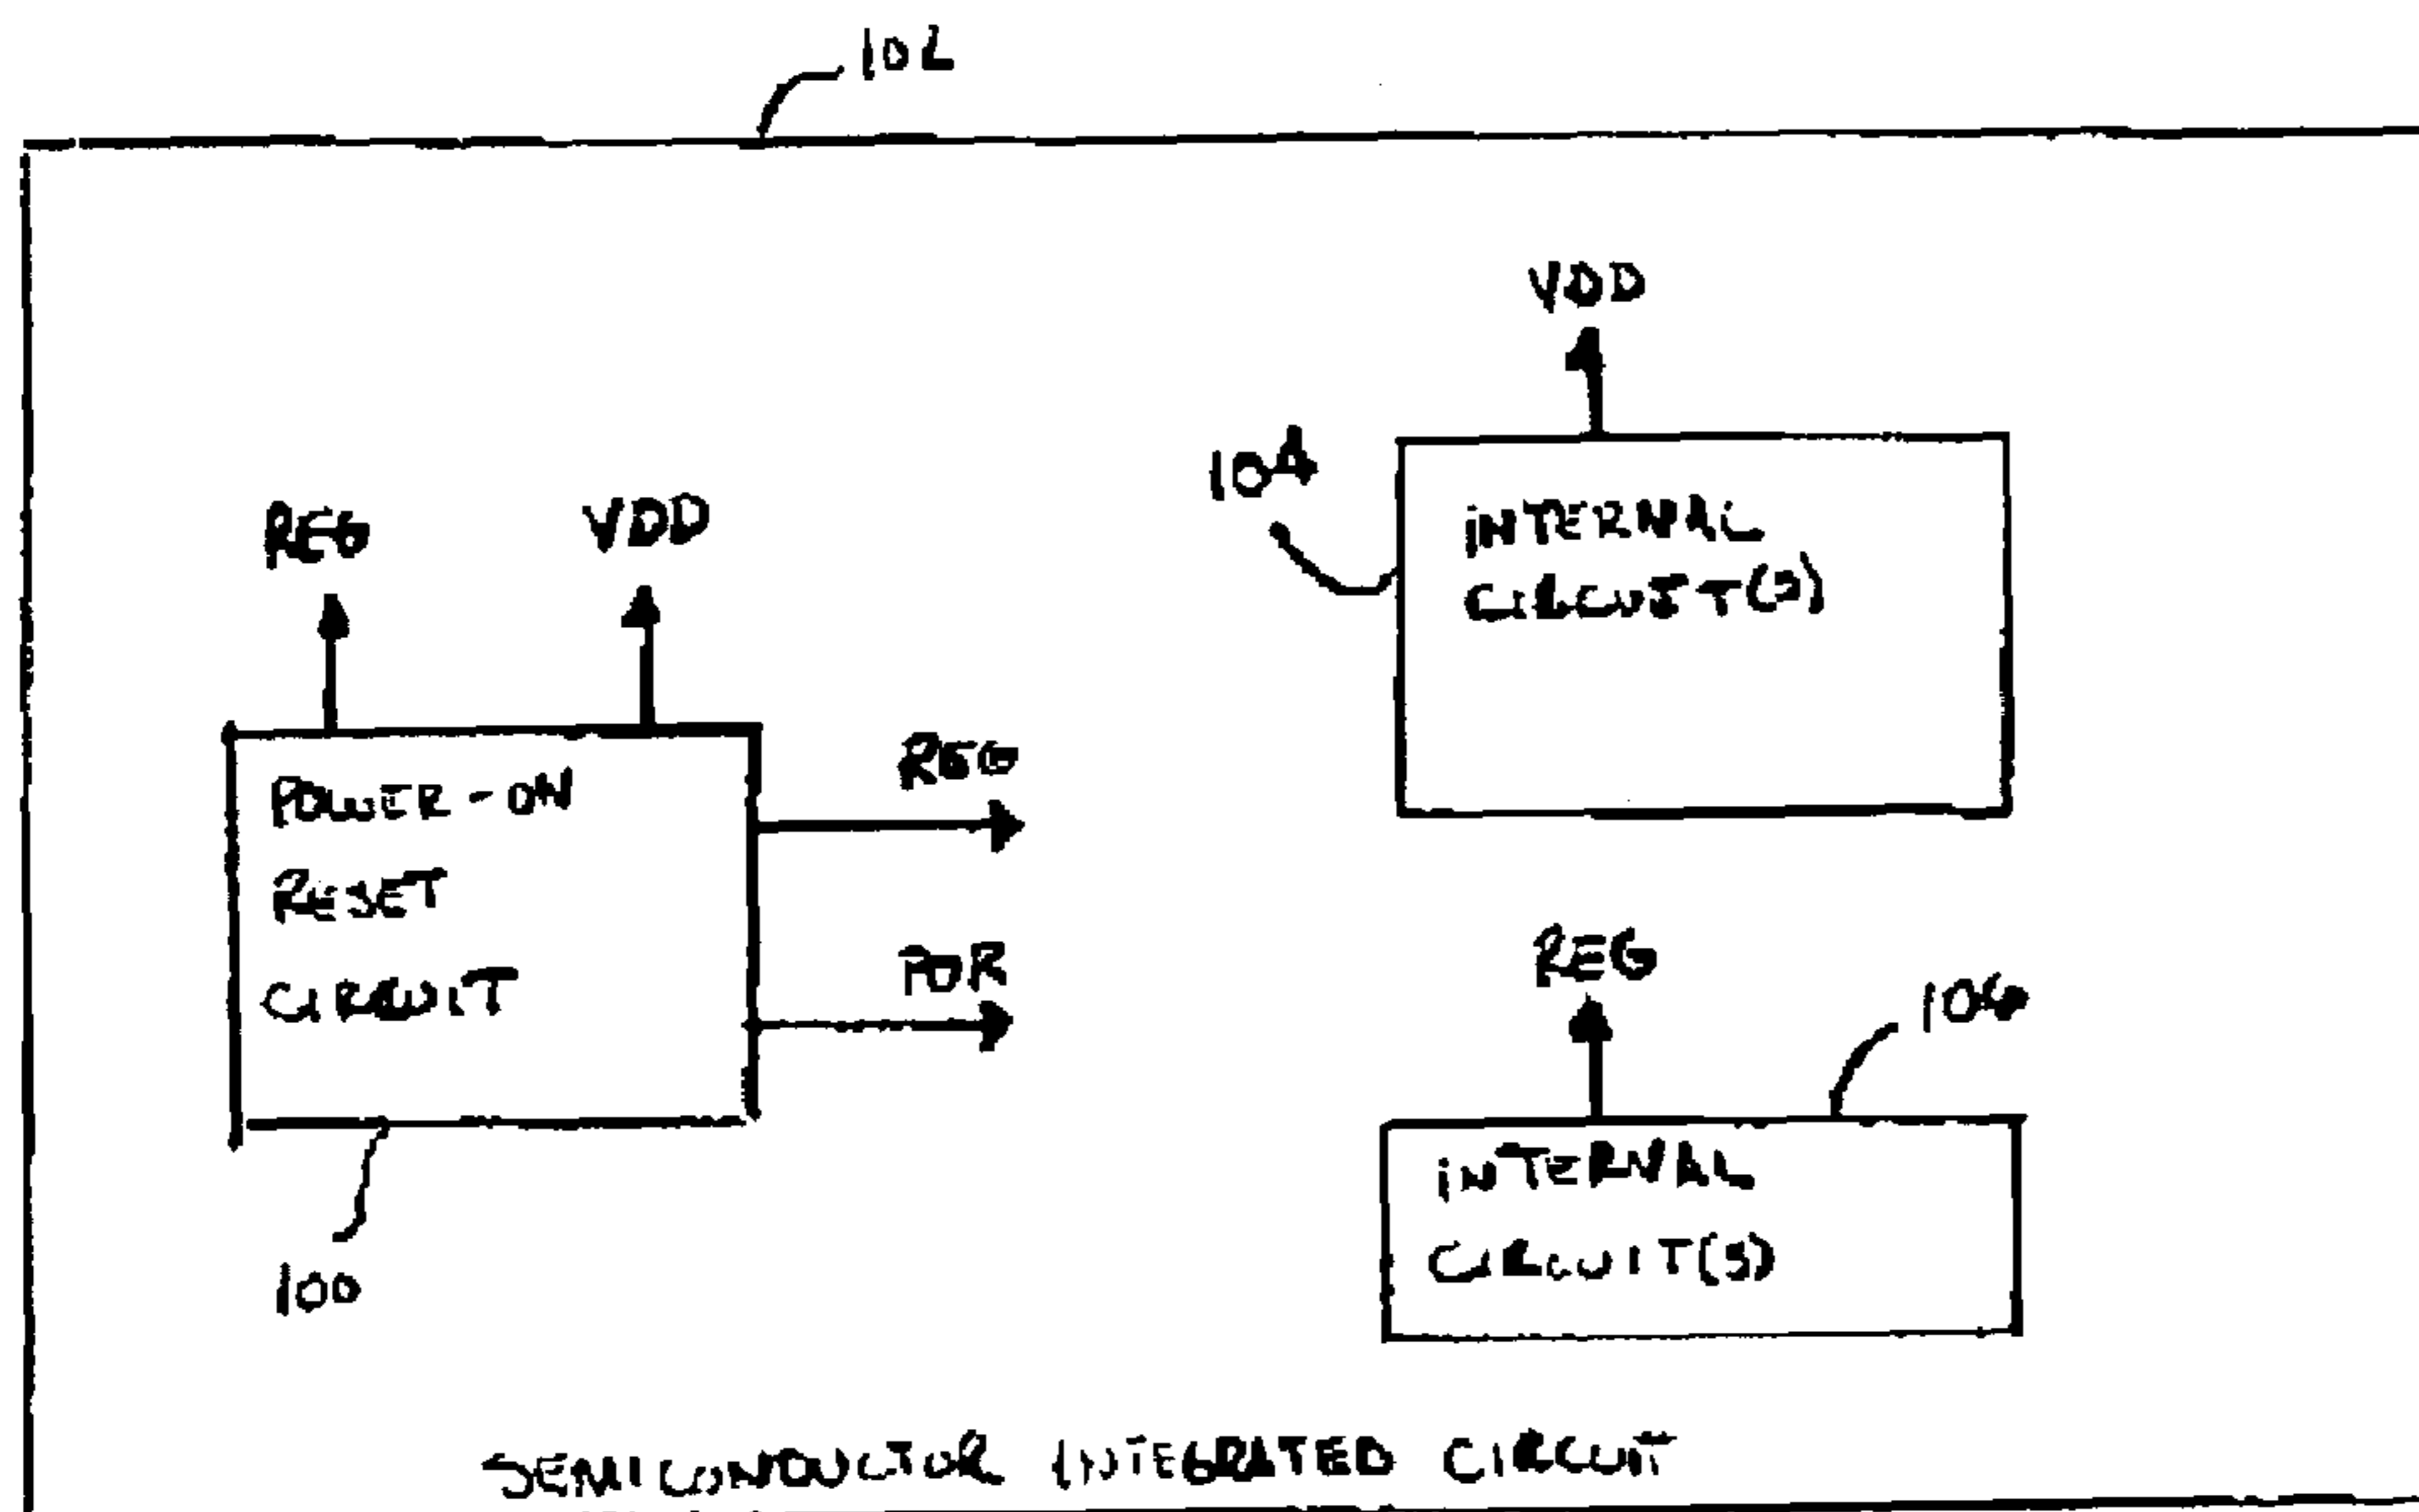 102
VDD
104
INTERNAL
CIRCUIT(S)
REG
VDD
POWER-ON
RESET
CIRCUIT
REG
POR
100
REG
106
INTERNAL
CIRCUIT(S)
SEMICONDUCTOR INTEGRATED CIRCUIT